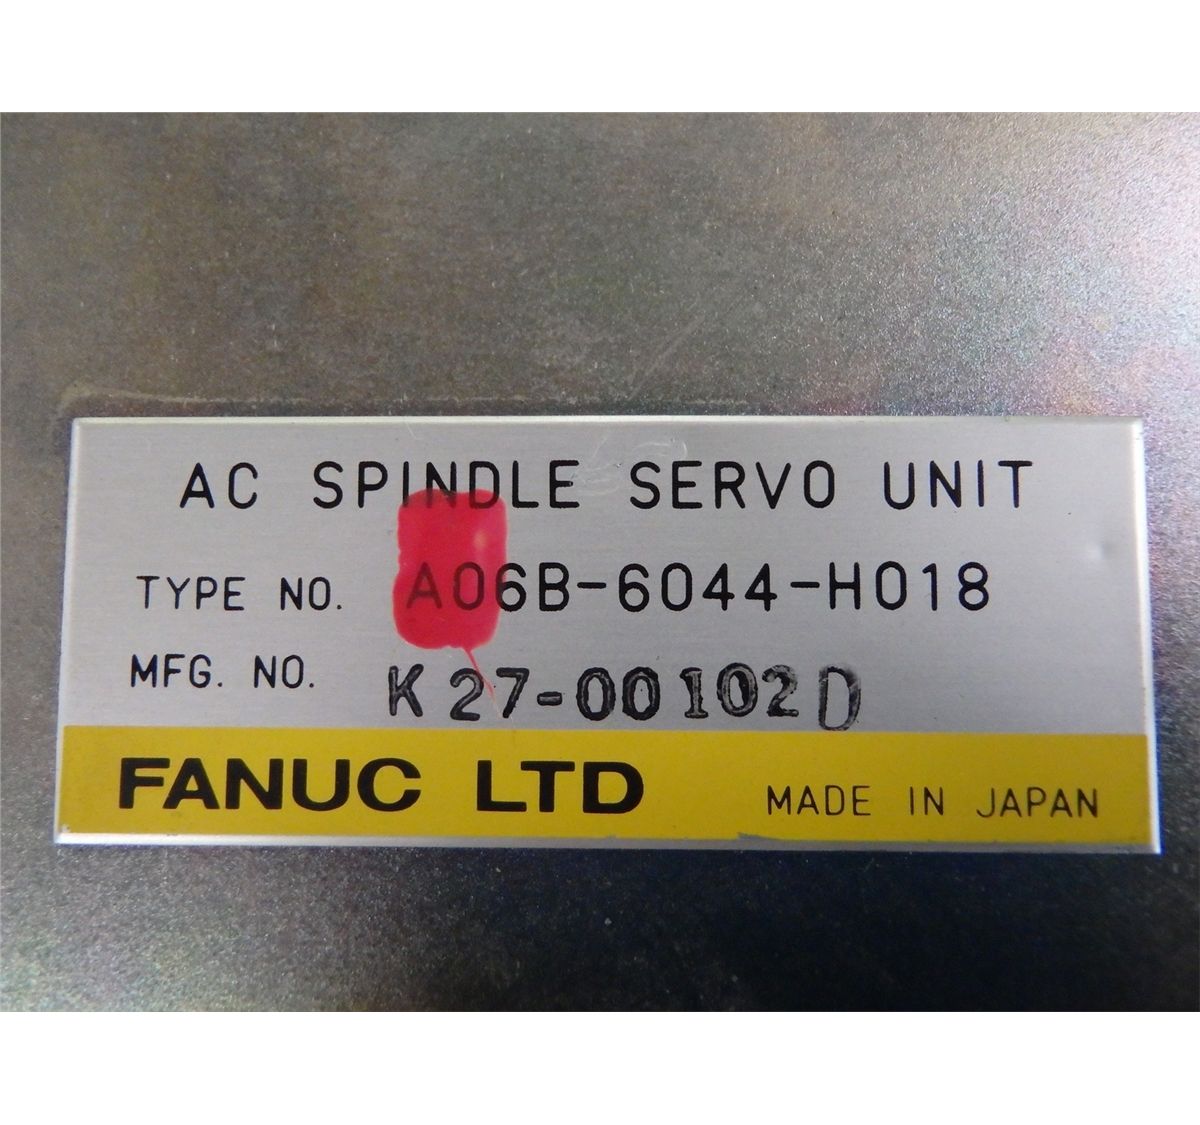 AC SPINDLE SERVO UNIT
TYPE NO. A06B-6044-H018
MFG. NO. K27-00102D
FANUC LTD MADE IN JAPAN